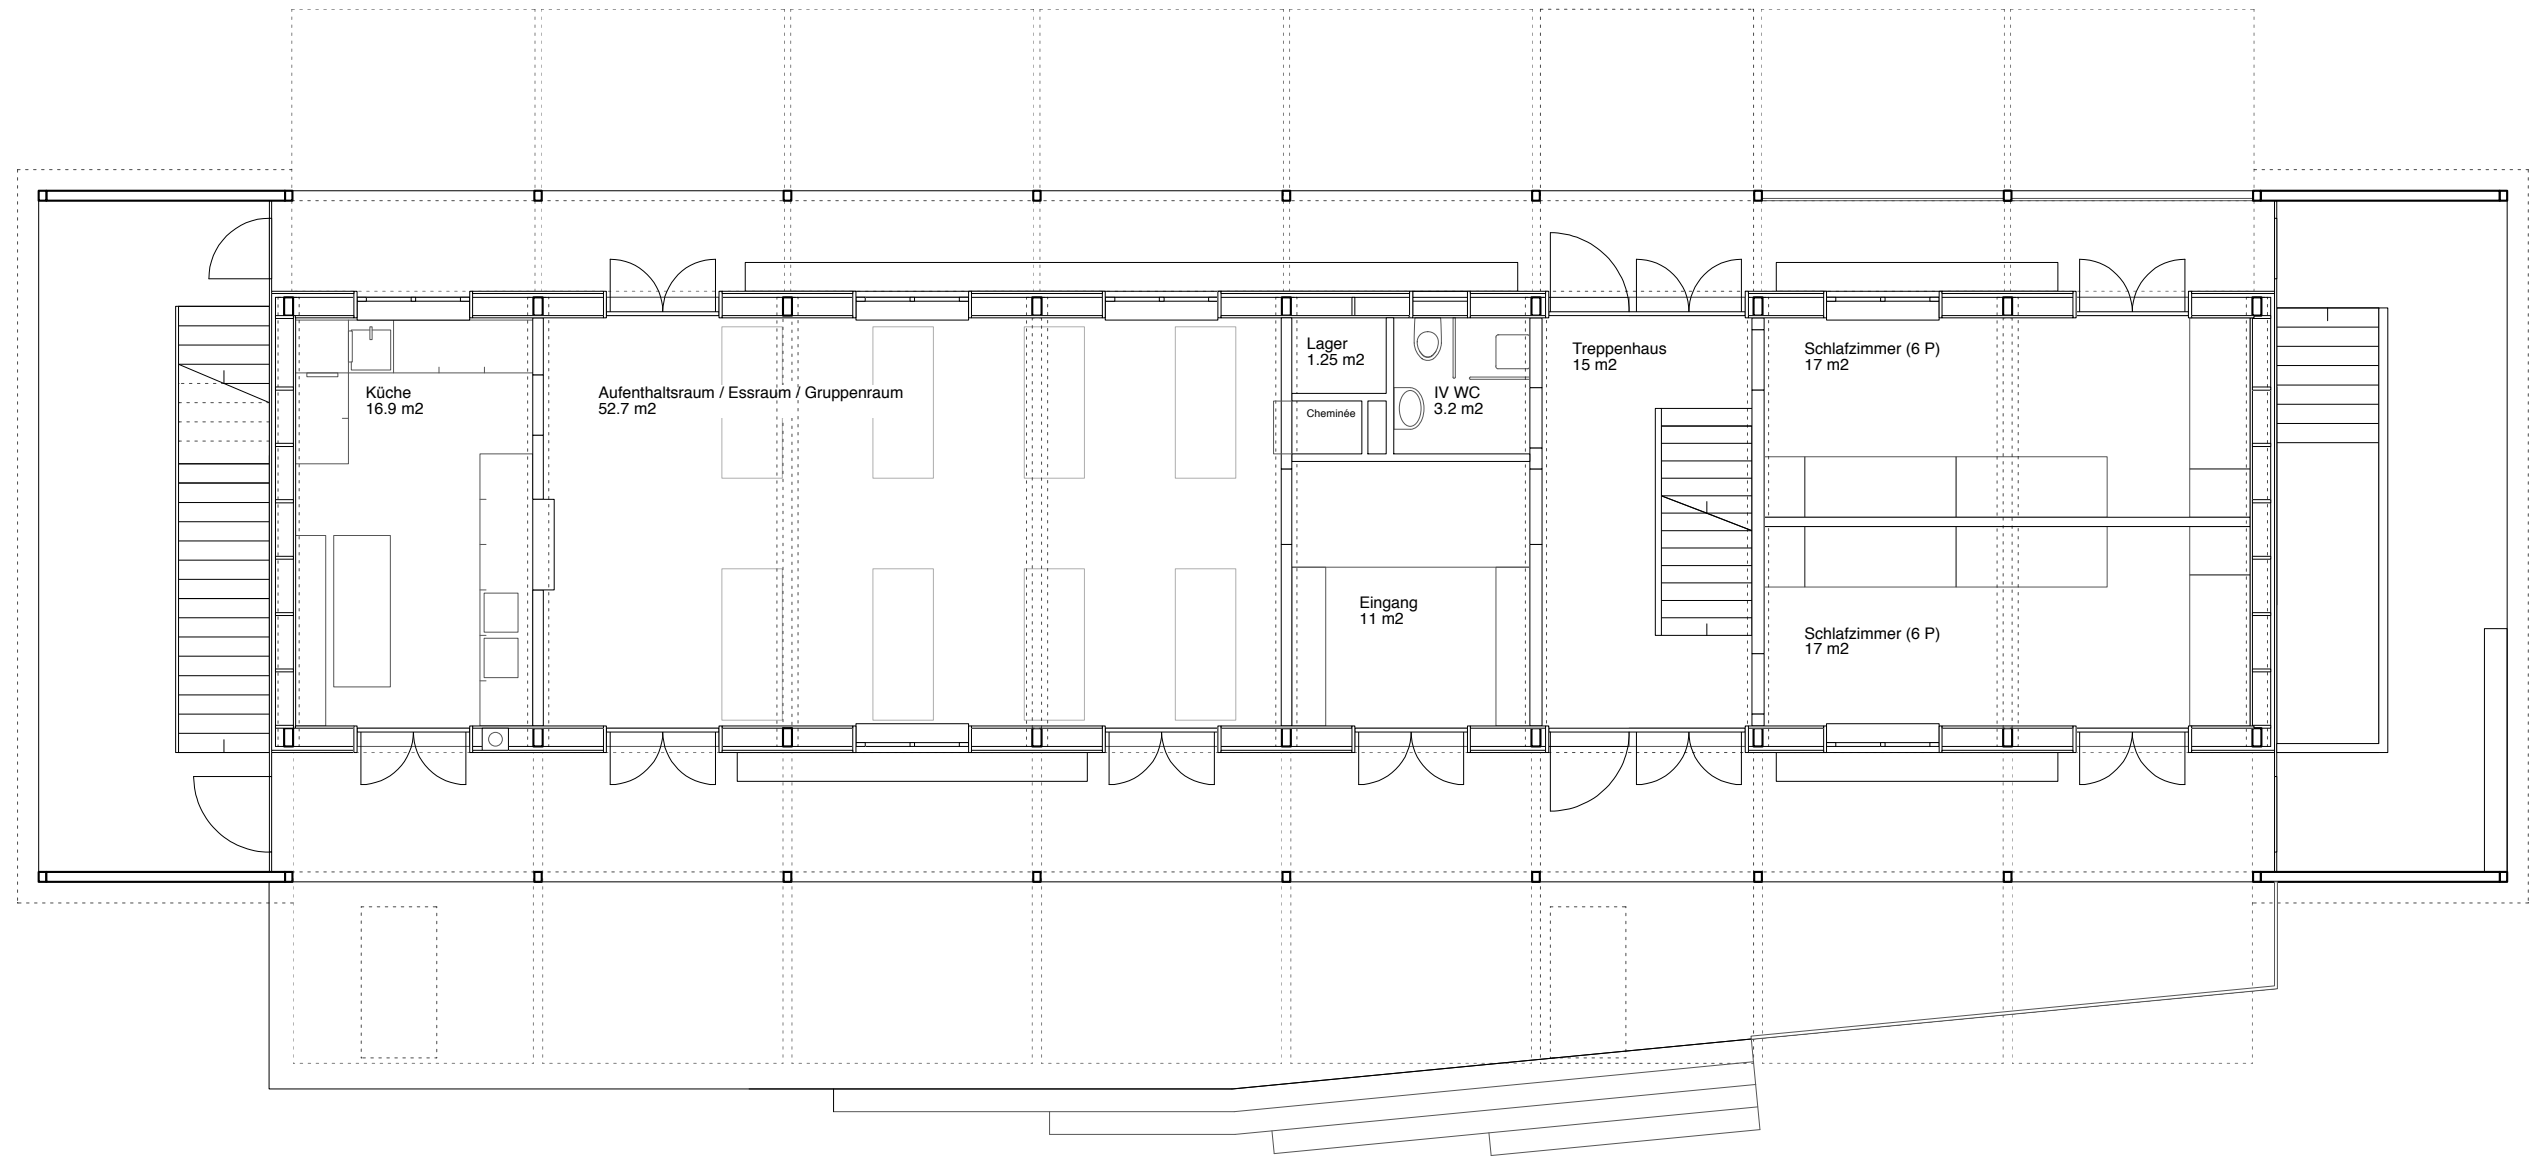 Küche
16.9 m2
Aufenthaltsraum / Essraum / Gruppenraum
52.7 m2
Lager
1.25 m2
Cheminée
IV WC
3.2 m2
Eingang
11 m2
Treppenhaus
15 m2
Schlafzimmer (6 P)
17 m2
Schlafzimmer (6 P)
17 m2